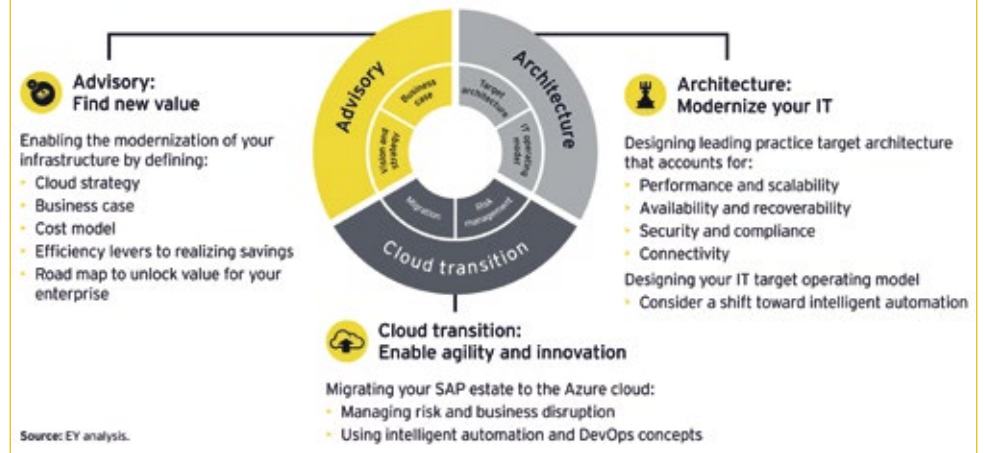 Advisory:
Find new value
Enabling the modernization of your
infrastructure by defining:
Cloud strategy
Business case
Cost model
Efficiency levers to realizing savings
Road map to unlock value for your
enterprise
Advisory
Business
case
Vision and
strategy
Architecture
Target
architecture
IT operating
model
Cloud transition
Migration
Risk
management
Architecture:
Modernize your IT
Designing leading practice target architecture
that accounts for:
Performance and scalability
Availability and recoverability
Security and compliance
Connectivity
Designing your IT target operating model
Consider a shift toward intelligent automation
Cloud transition:
Enable agility and innovation
Migrating your SAP estate to the Azure cloud:
Managing risk and business disruption
Using intelligent automation and DevOps concepts
Source: EY analysis.